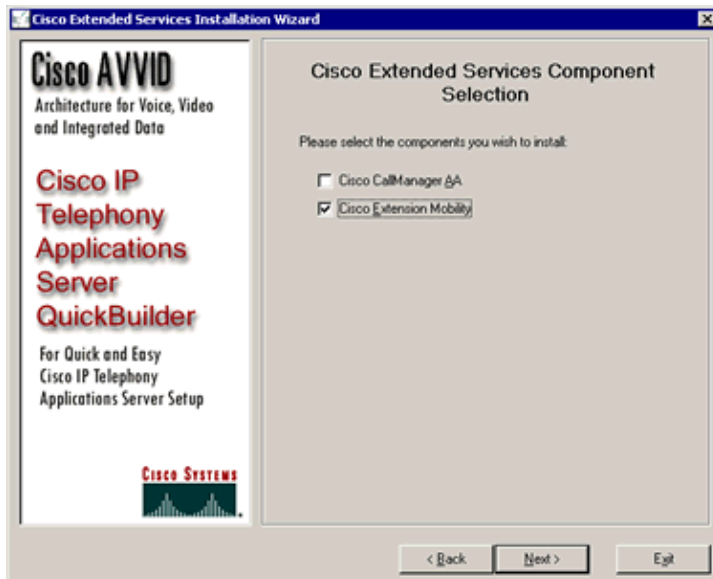 Cisco Extended Services Installation Wizard
Cisco AVVID
Architecture for Voice, Video
and Integrated Data
Cisco IP
Telephony
Applications
Server
QuickBuilder
For Quick and Easy
Cisco IP Telephony
Applications Server Setup
CISCO SYSTEMS
Cisco Extended Services Component
Selection
Please select the components you wish to install:
Cisco CallManager AA
Cisco Extension Mobility
< Back
Next >
Exit